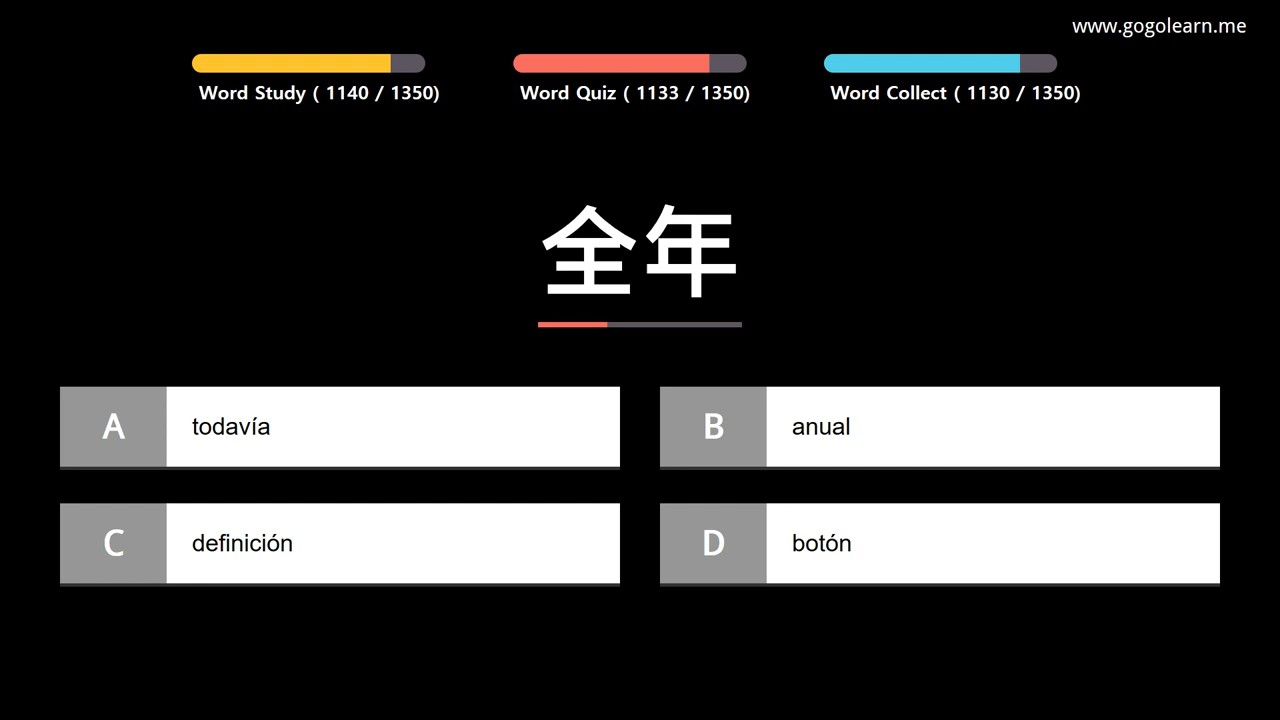 www.gogolearn.me
Word Study ( 1140 / 1350)
Word Quiz ( 1133 / 1350)
Word Collect ( 1130 / 1350)
全年
A todavía
B anual
C definición
D botón